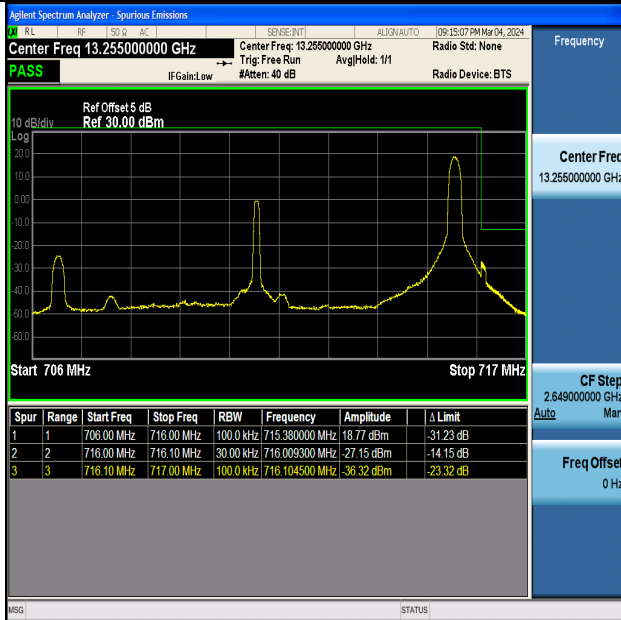 Agilent Spectrum Analyzer - Spurious Emissions
RL RF 50 Ω AC SENSE:INT ALIGN AUTO 09:15:07 PM Mar 04, 2024
Center Freq 13.255000000 GHz
Center Freq: 13.255000000 GHz
Radio Std: None
Trig: Free Run Avg|Hold: 1/1
PASS
IFGain:Low
#Atten: 40 dB
Radio Device: BTS
Ref Offset 5 dB
10 dB/div Ref 30.00 dBm
Log
20.0
10.0
0.00
-10.0
-20.0
-30.0
-40.0
-50.0
-60.0
Start 706 MHz Stop 717 MHz
Spur Range Start Freq Stop Freq RBW Frequency Amplitude Δ Limit
1 1 706.00 MHz 716.00 MHz 100.0 kHz 715.380000 MHz 18.77 dBm -31.23 dB
2 2 716.00 MHz 716.10 MHz 30.00 kHz 716.009300 MHz -27.15 dBm -14.15 dB
3 3 716.10 MHz 717.00 MHz 100.0 kHz 716.104500 MHz -36.32 dBm -23.32 dB
Frequency
Center Freq
13.255000000 GHz
CF Step
2.649000000 GHz
Auto Man
Freq Offset
0 Hz
MSG STATUS